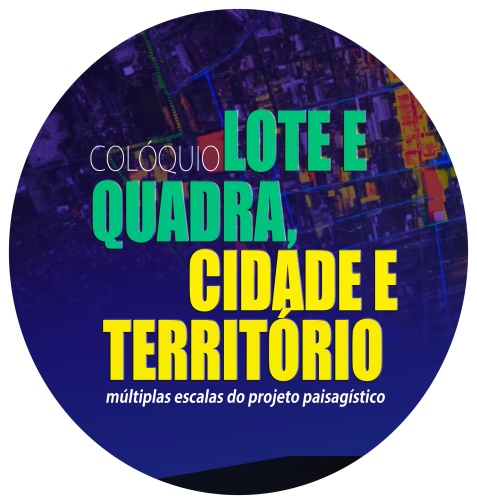 COLÓQUIO LOTE E
QUADRA,
CIDADE E
TERRITÓRIO
múltiplas escalas do projeto paisagístico